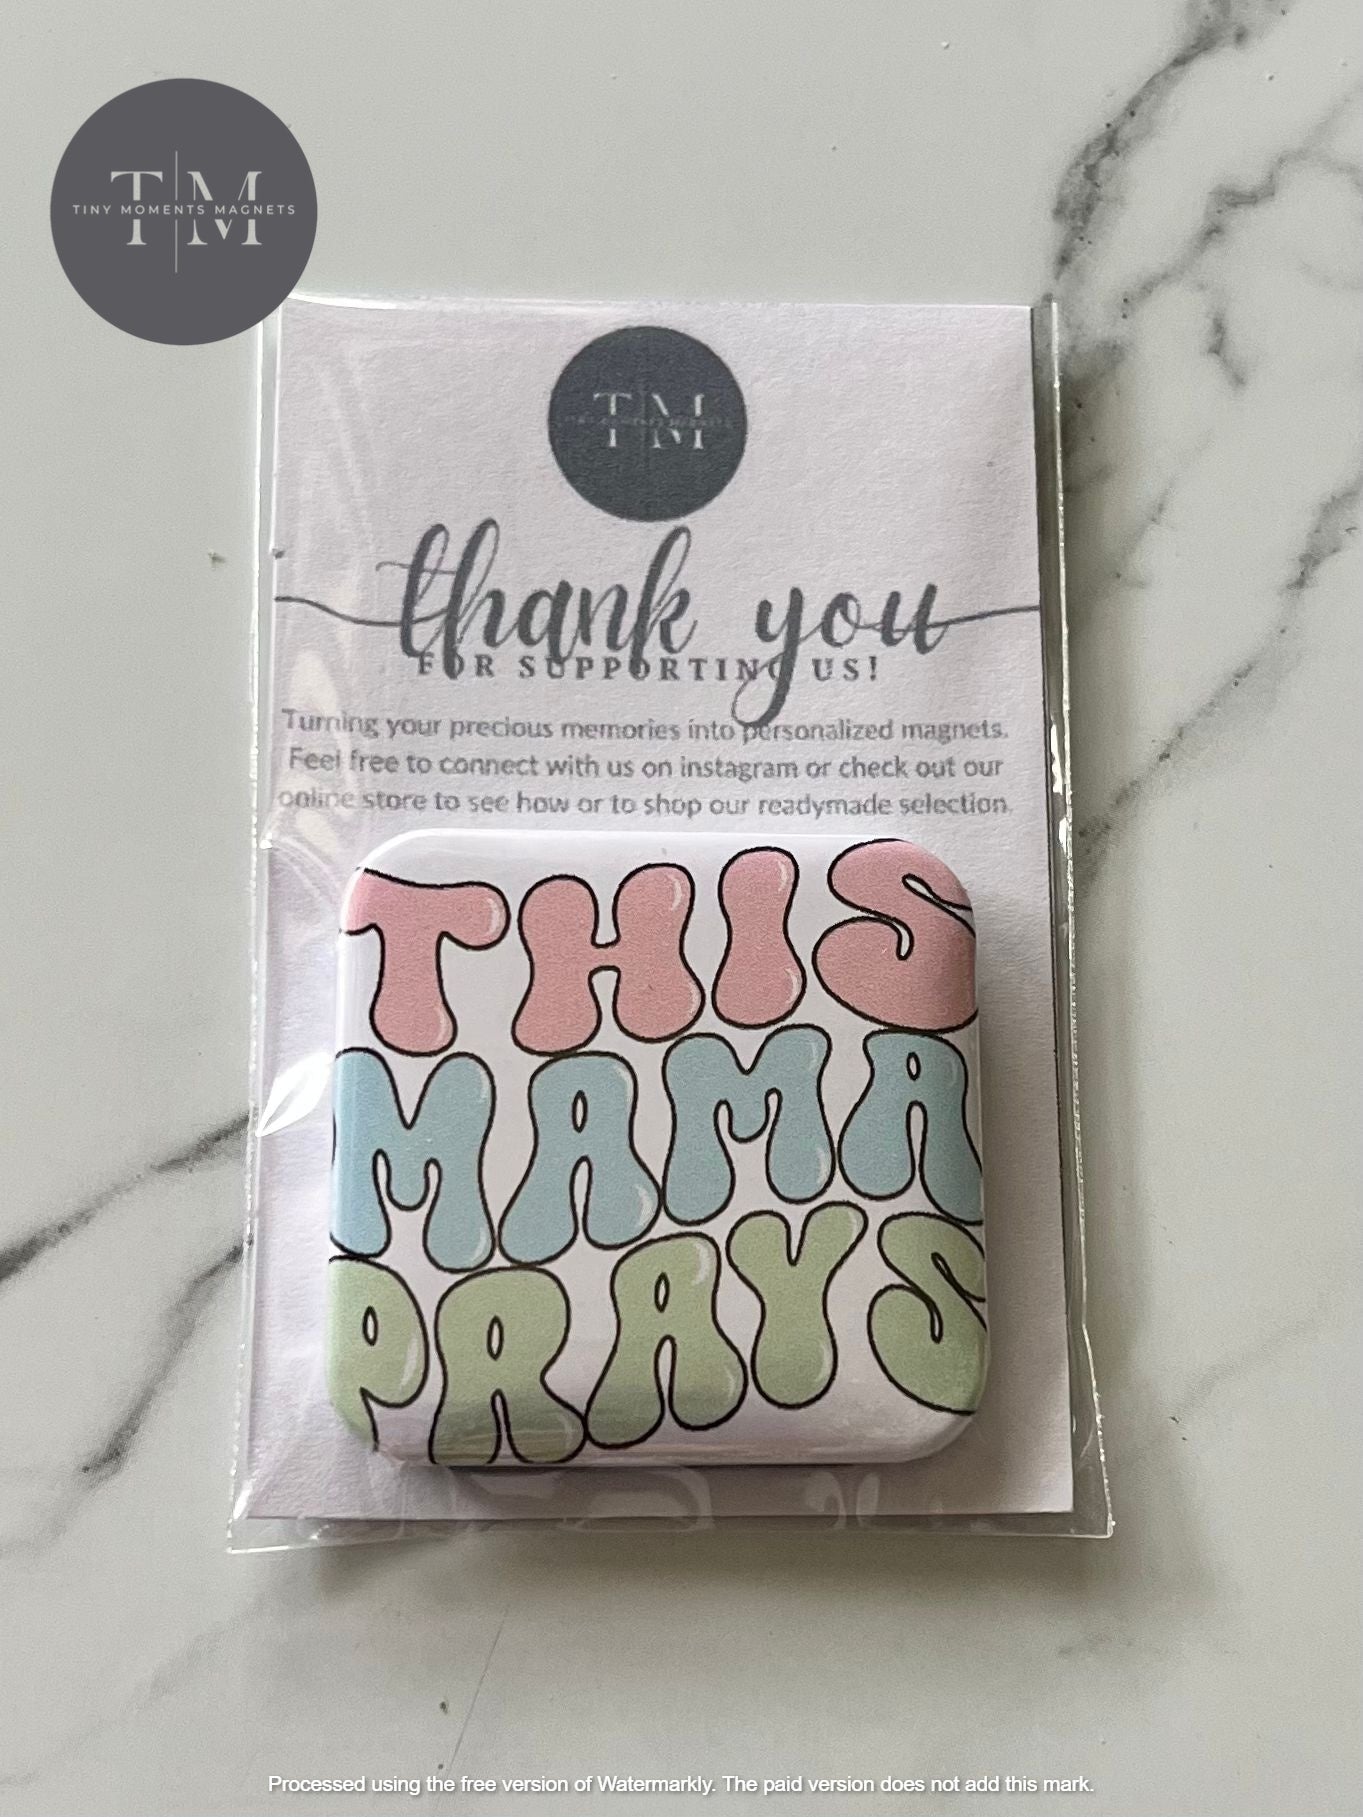 T M
TINY MOMENTS MAGNETS
T M
thank you
FOR SUPPORTING US!
Turning your precious memories into personalized magnets.
Feel free to connect with us on instagram or check out our
online store to see how or to shop our readymade selection.
THIS
MAMA
PRAYS
Processed using the free version of Watermarkly. The paid version does not add this mark.